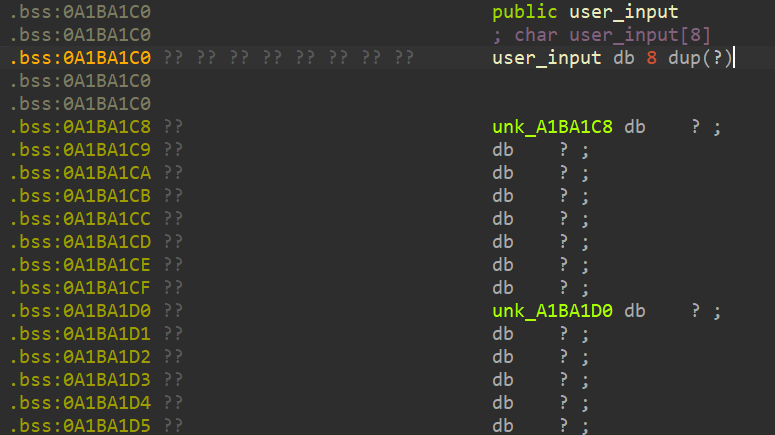 .bss:0A1BA1C0 public user_input
.bss:0A1BA1C0 ; char user_input[8]
.bss:0A1BA1C0 ?? ?? ?? ?? ?? ?? ?? ?? user_input db 8 dup(?)
.bss:0A1BA1C0
.bss:0A1BA1C0
.bss:0A1BA1C8 ?? unk_A1BA1C8 db ? ;
.bss:0A1BA1C9 ?? db ? ;
.bss:0A1BA1CA ?? db ? ;
.bss:0A1BA1CB ?? db ? ;
.bss:0A1BA1CC ?? db ? ;
.bss:0A1BA1CD ?? db ? ;
.bss:0A1BA1CE ?? db ? ;
.bss:0A1BA1CF ?? db ? ;
.bss:0A1BA1D0 ?? unk_A1BA1D0 db ? ;
.bss:0A1BA1D1 ?? db ? ;
.bss:0A1BA1D2 ?? db ? ;
.bss:0A1BA1D3 ?? db ? ;
.bss:0A1BA1D4 ?? db ? ;
.bss:0A1BA1D5 ?? db ? ;